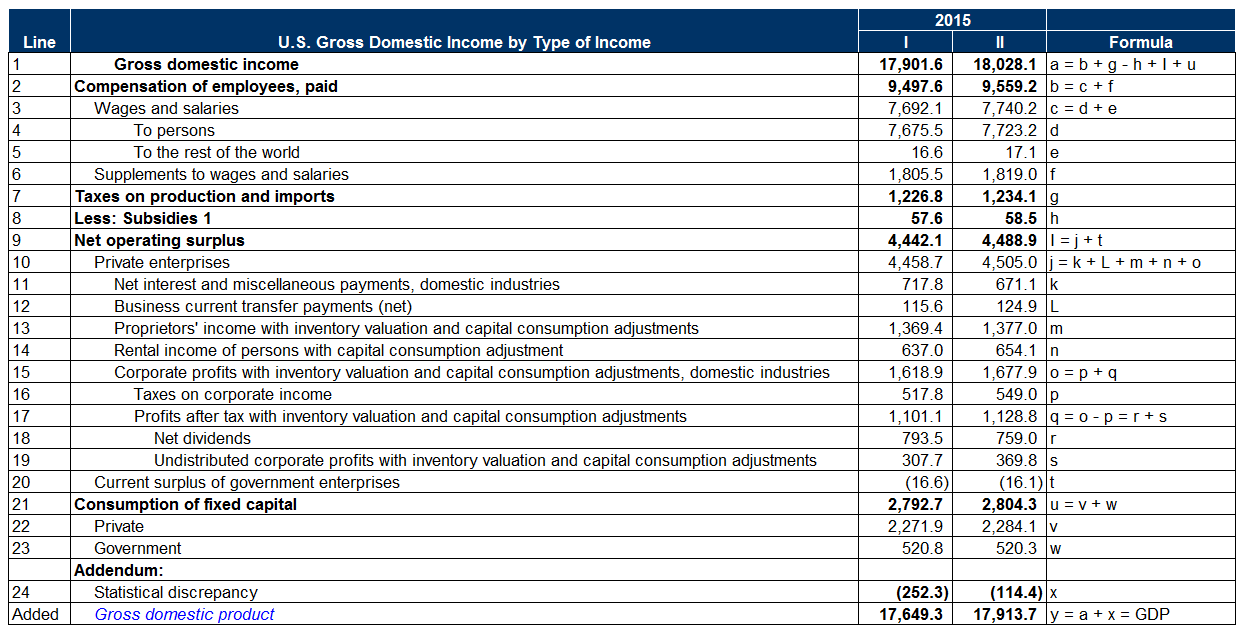 2015
Line U.S. Gross Domestic Income by Type of Income I II Formula
1 Gross domestic income 17,901.6 18,028.1 a = b + g - h + I + u
2 Compensation of employees, paid 9,497.6 9,559.2 b = c + f
3 Wages and salaries 7,692.1 7,740.2 c = d + e
4 To persons 7,675.5 7,723.2 d
5 To the rest of the world 16.6 17.1 e
6 Supplements to wages and salaries 1,805.5 1,819.0 f
7 Taxes on production and imports 1,226.8 1,234.1 g
8 Less: Subsidies 1 57.6 58.5 h
9 Net operating surplus 4,442.1 4,488.9 I = j + t
10 Private enterprises 4,458.7 4,505.0 j = k + L + m + n + o
11 Net interest and miscellaneous payments, domestic industries 717.8 671.1 k
12 Business current transfer payments (net) 115.6 124.9 L
13 Proprietors' income with inventory valuation and capital consumption adjustments 1,369.4 1,377.0 m
14 Rental income of persons with capital consumption adjustment 637.0 654.1 n
15 Corporate profits with inventory valuation and capital consumption adjustments, domestic industries 1,618.9 1,677.9 o = p + q
16 Taxes on corporate income 517.8 549.0 p
17 Profits after tax with inventory valuation and capital consumption adjustments 1,101.1 1,128.8 q = o - p = r + s
18 Net dividends 793.5 759.0 r
19 Undistributed corporate profits with inventory valuation and capital consumption adjustments 307.7 369.8 s
20 Current surplus of government enterprises (16.6) (16.1) t
21 Consumption of fixed capital 2,792.7 2,804.3 u = v + w
22 Private 2,271.9 2,284.1 v
23 Government 520.8 520.3 w
Addendum:
24 Statistical discrepancy (252.3) (114.4) x
Added Gross domestic product 17,649.3 17,913.7 y = a + x = GDP